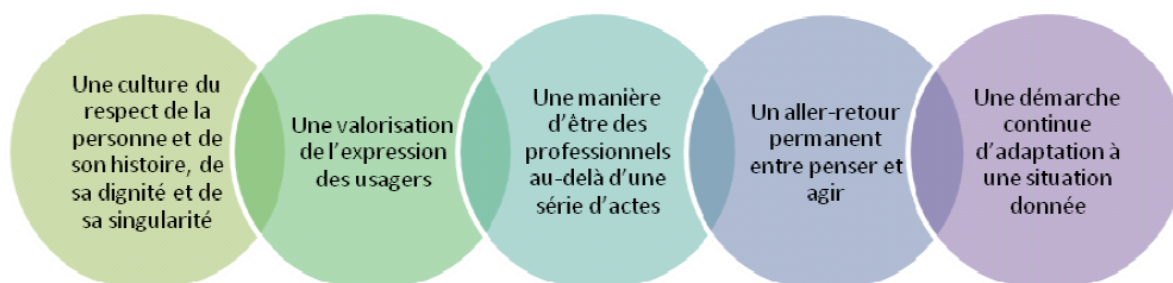 Une culture du
respect de la
personne et de
son histoire, de
sa dignité et de
sa singularité
Une valorisation
de l'expression
des usagers
Une manière
d'être des
professionnels
au-delà d'une
série d'actes
Un aller-retour
permanent
entre penser et
agir
Une démarche
continue
d'adaptation à
une situation
donnée